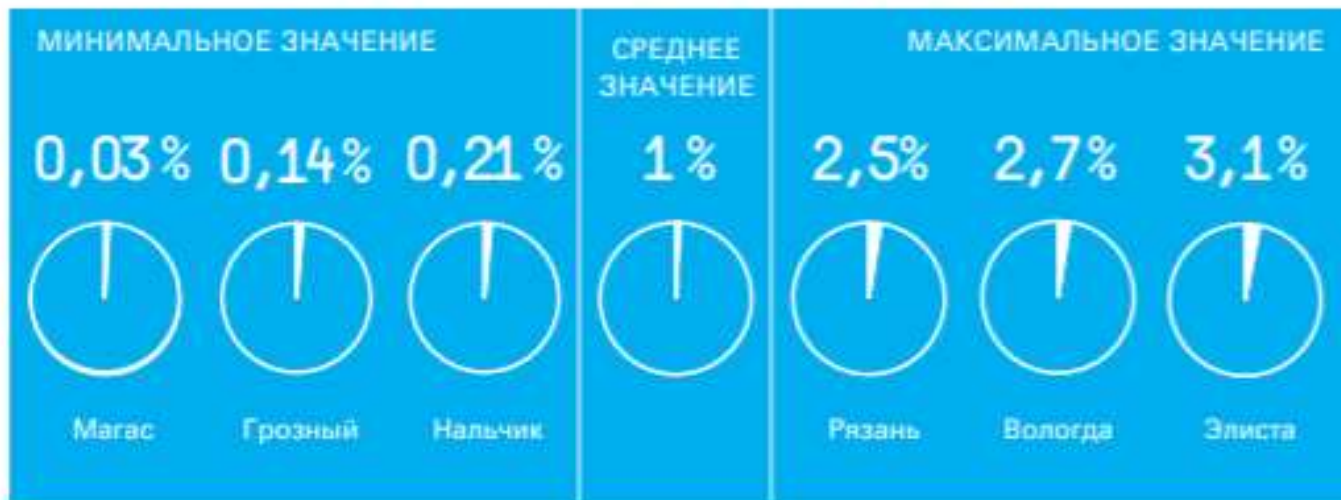 МИНИМАЛЬНОЕ ЗНАЧЕНИЕ
0,03% 0,14% 0,21%
Магас Грозный Нальчик
СРЕДНЕЕ
ЗНАЧЕНИЕ
1%
МАКСИМАЛЬНОЕ ЗНАЧЕНИЕ
2,5% 2,7% 3,1%
Рязань Вологда Элиста